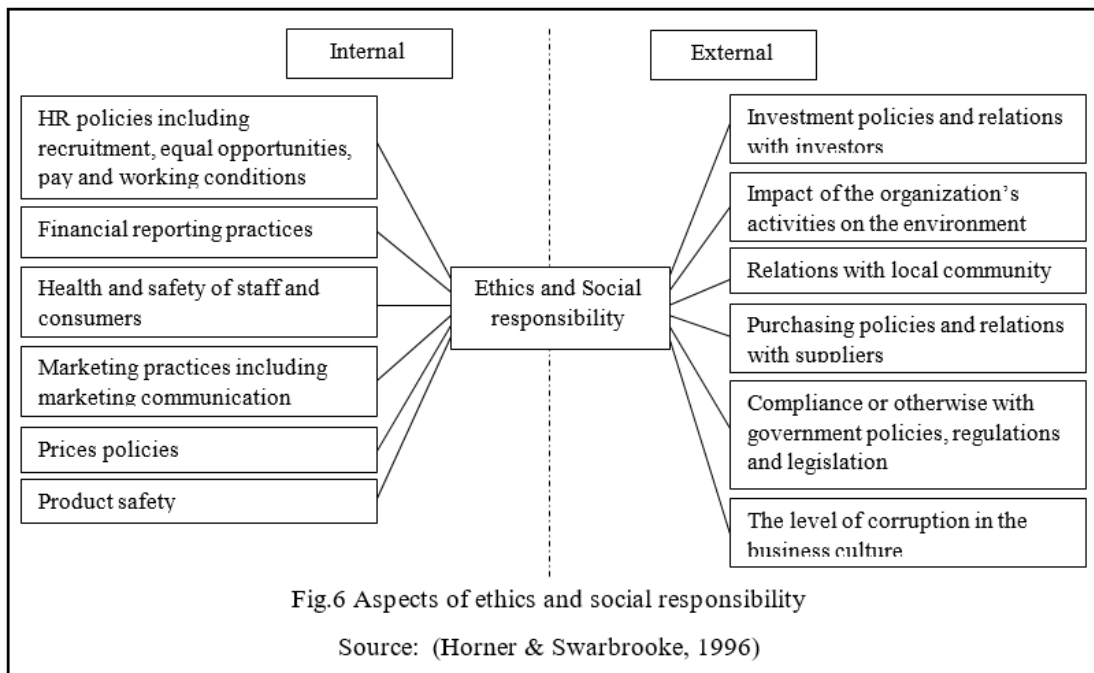 Internal
External
HR policies including
recruitment, equal opportunities,
pay and working conditions
Financial reporting practices
Health and safety of staff and
consumers
Marketing practices including
marketing communication
Prices policies
Product safety
Ethics and Social
responsibility
Investment policies and relations
with investors
Impact of the organization’s
activities on the environment
Relations with local community
Purchasing policies and relations
with suppliers
Compliance or otherwise with
government policies, regulations
and legislation
The level of corruption in the
business culture
Fig.6 Aspects of ethics and social responsibility
Source: (Horner & Swarbrooke, 1996)